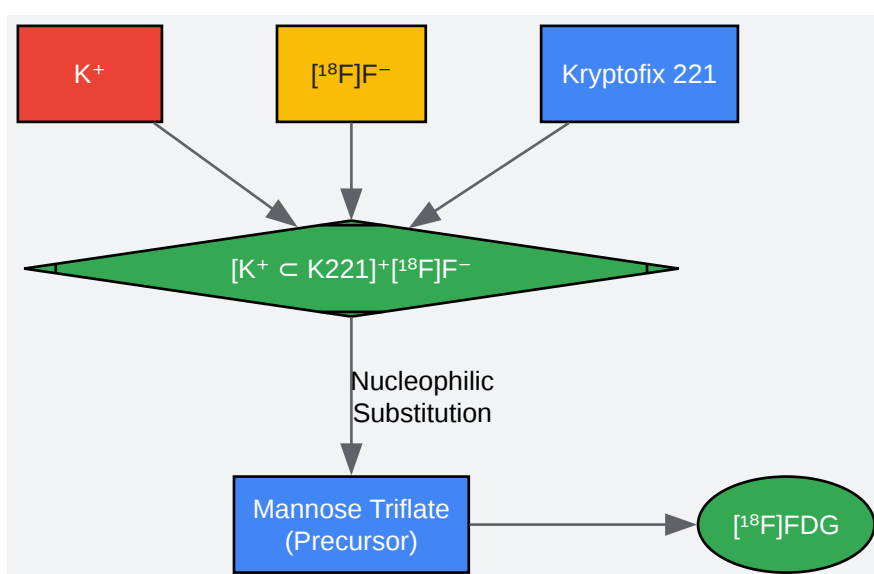 K⁺
[¹⁸F]F⁻
Kryptofix 221
[K⁺ ⊂ K221]⁺[¹⁸F]F⁻
Nucleophilic
Substitution
Mannose Triflate
(Precursor)
[¹⁸F]FDG